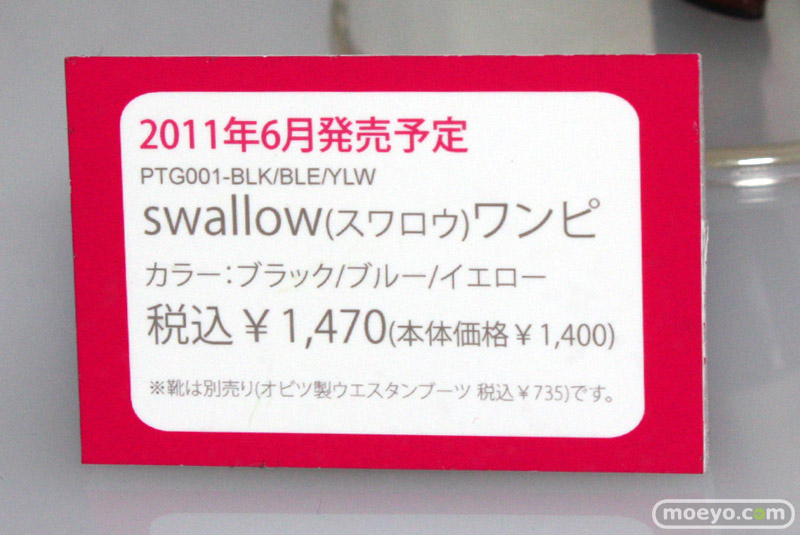 2011年6月発売予定
PTG001-BLK/BLE/YLW
swallow(スワロウ)ワンピ
カラー:ブラック/ブルー/イエロー
税込¥1,470(本体価格¥1,400)
※靴は別売り(オビツ製ウエスタンブーツ 税込¥735)です。
moeyo.com